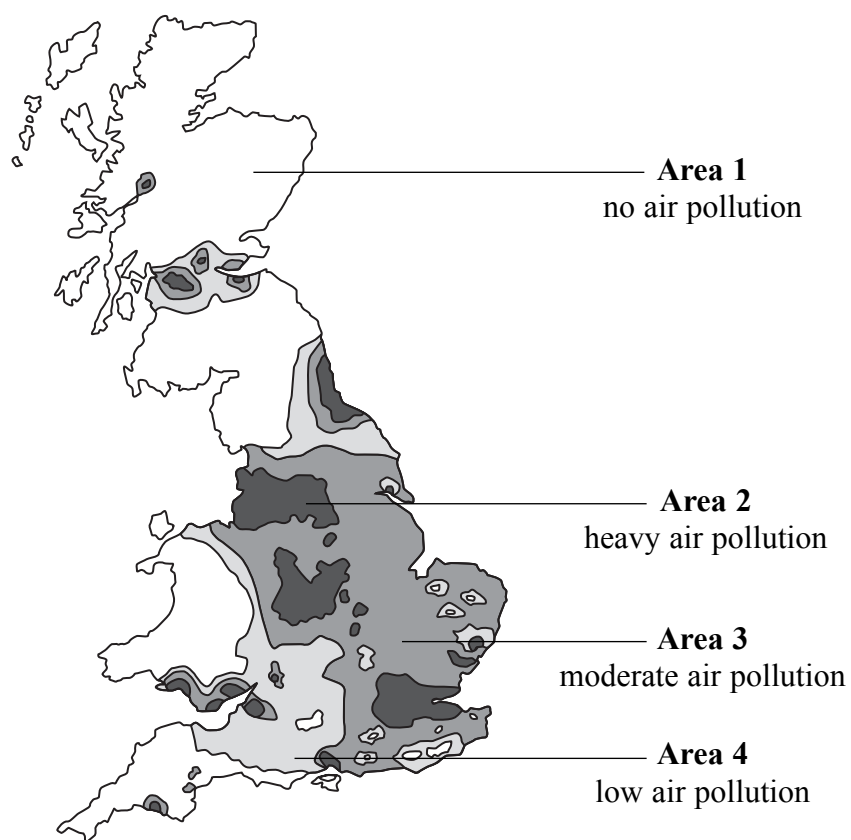 Area 1
no air pollution
Area 2
heavy air pollution
Area 3
moderate air pollution
Area 4
low air pollution